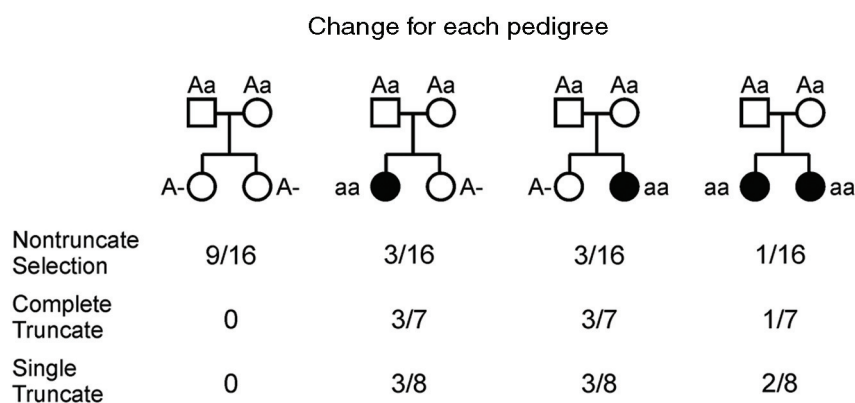 Change for each pedigree
Aa Aa Aa Aa Aa Aa Aa Aa
A- A- aa A- A- aa aa aa
Nontruncate
Selection 9/16 3/16 3/16 1/16
Complete
Truncate 0 3/7 3/7 1/7
Single
Truncate 0 3/8 3/8 2/8